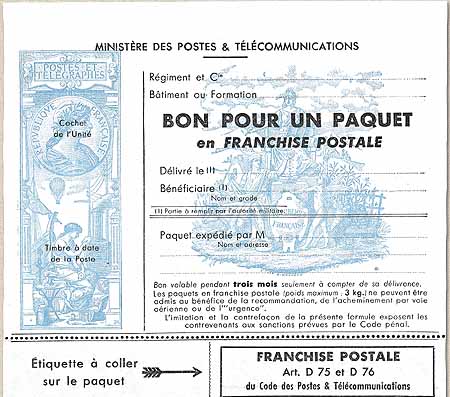 MINISTÈRE DES POSTES & TÉLÉCOMMUNICATIONS
POSTES ET
TÉLÉGRAPHES
RÉPUBLIQUE FRANÇAISE
Cachet
de l'Unité
Timbre à date
de la Poste
Régiment et Cie
Bâtiment ou Formation
BON POUR UN PAQUET
en FRANCHISE POSTALE
Délivré le (1)
Bénéficiaire (1)
Nom et grade
(1) Partie à remplir par l'autorité militaire.
FRANÇAISE
Paquet expédié par M
Nom et adresse
Bon valable pendant trois mois seulement à compter de sa délivrance.
Les paquets en franchise postale (poids maximum : 3 kg.) ne peuvent être
admis au bénéfice de la recommandation, de l'acheminement par voie
aérienne ou de l'"urgence".
L'imitation et la contrefaçon de la présente formule exposent les
contrevenants aux sanctions prévues par le Code pénal.
Étiquette à coller
sur le paquet
FRANCHISE POSTALE
Art. D 75 et D 76
du Code des Postes & Télécommunications